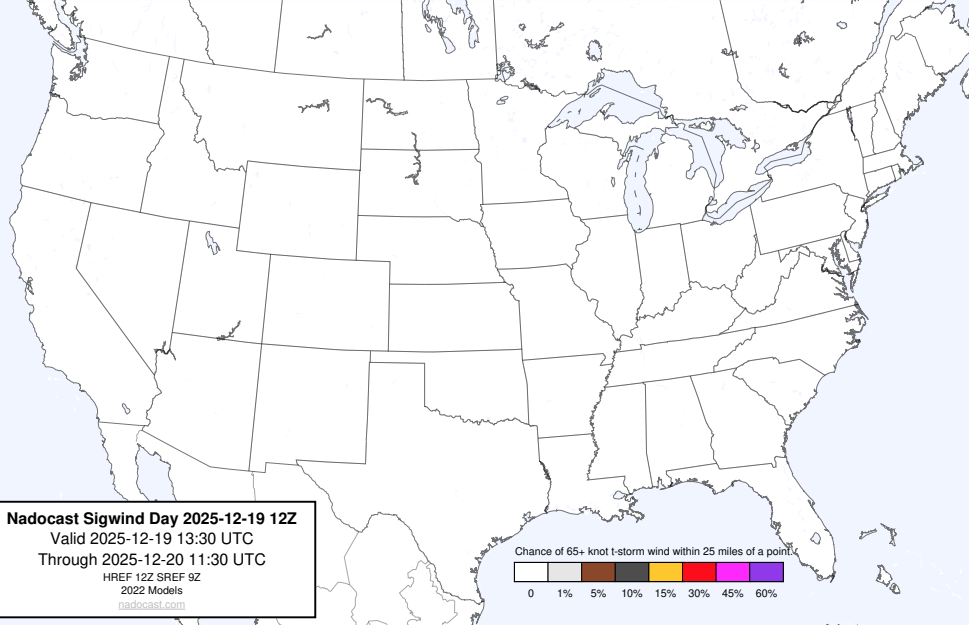 Nadocast Sigwind Day 2025-12-19 12Z
Valid 2025-12-19 13:30 UTC
Through 2025-12-20 11:30 UTC
HREF 12Z SREF 9Z
2022 Models
nadocast.com
Chance of 65+ knot t-storm wind within 25 miles of a point.
0 1% 5% 10% 15% 30% 45% 60%